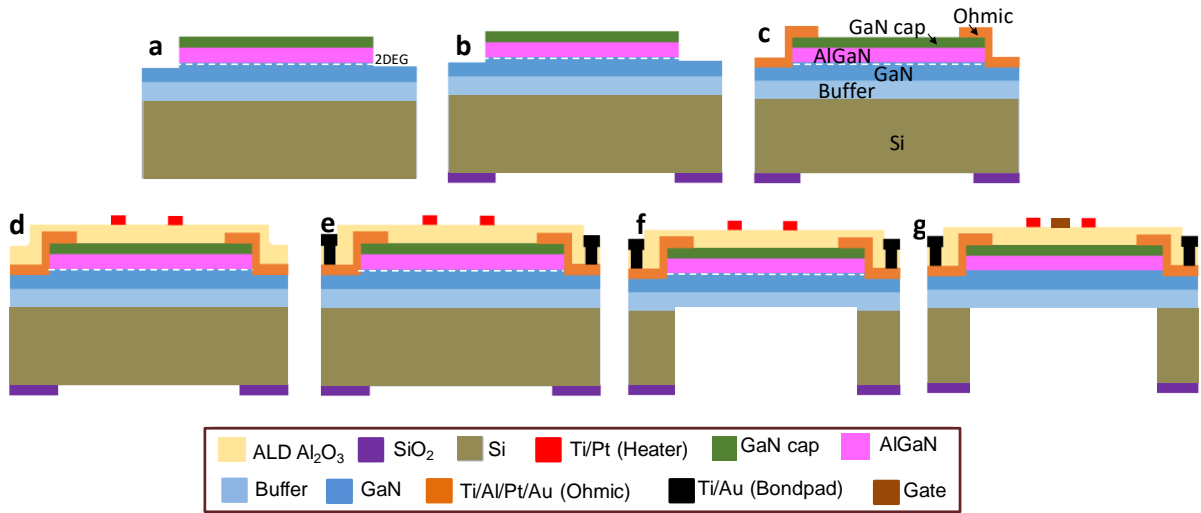 a
2DEG
b
c
GaN cap
Ohmic
AlGaN
GaN
Buffer
Si
d
e
f
g
ALD Al₂O₃
SiO₂
Si
Ti/Pt (Heater)
GaN cap
AlGaN
Buffer
GaN
Ti/Al/Pt/Au (Ohmic)
Ti/Au (Bondpad)
Gate